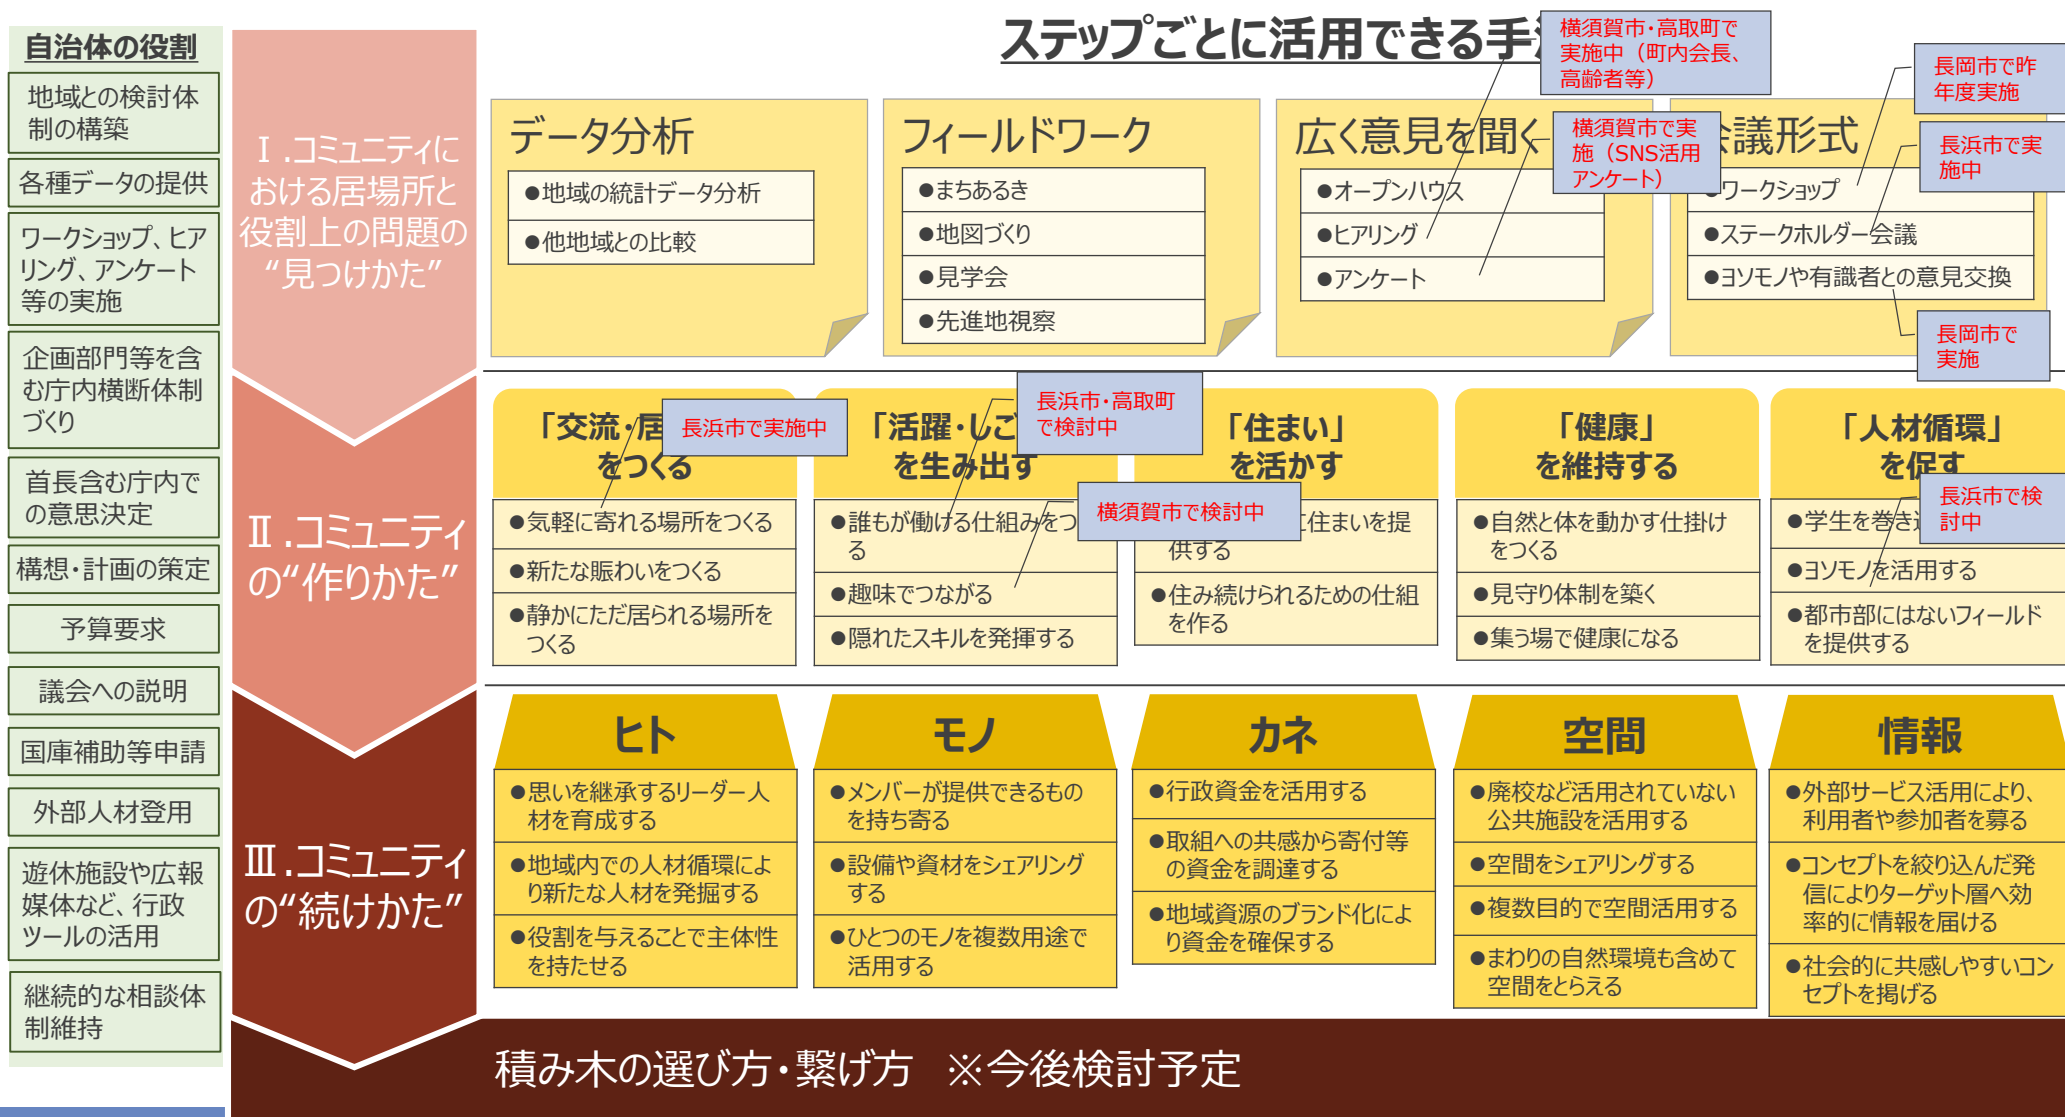 ステップごとに活用できる手
自治体の役割
地域との検討体
制の構築
各種データの提供
ワークショップ、ヒア
リング、アンケート
等の実施
企画部門等を含
む庁内横断体制
づくり
首長含む庁内で
の意思決定
構想・計画の策定
予算要求
議会への説明
国庫補助等申請
外部人材登用
遊休施設や広報
媒体など、行政
ツールの活用
継続的な相談体
制維持
Ⅰ.コミュニティに
おける居場所と
役割上の問題の
“見つけかた”
データ分析
●地域の統計データ分析
●他地域との比較
フィールドワーク
●まちあるき
●地図づくり
●見学会
●先進地視察
広く意見を聞く
●オープンハウス
●ヒアリング
●アンケート
横須賀市・高取町で
実施中（町内会長、
高齢者等）
横須賀市で実
施（SNS活用
アンケート）
会議形式
●ワークショップ
●ステークホルダー会議
●ヨソモノや有識者との意見交換
長岡市で昨
年度実施
長浜市で実
施中
長岡市で
実施
Ⅱ.コミュニティ
の“作りかた”
「交流・居
をつくる
長浜市で実施中
●気軽に寄れる場所をつくる
●新たな賑わいをつくる
●静かにただ居られる場所を
つくる
「活躍・しご
を生み出す
長浜市・高取町
で検討中
●誰もが働ける仕組みをつ
る
●趣味でつながる
●隠れたスキルを発揮する
横須賀市で検討中
「住まい」
を活かす
に住まいを提
供する
●住み続けられるための仕組
を作る
「健康」
を維持する
●自然と体を動かす仕掛け
をつくる
●見守り体制を築く
●集う場で健康になる
「人材循環」
を促す
長浜市で検
討中
●学生を巻き
●ヨソモノを活用する
●都市部にはないフィールド
を提供する
Ⅲ.コミュニティ
の“続けかた”
ヒト
●思いを継承するリーダー人
材を育成する
●地域内での人材循環によ
り新たな人材を発掘する
●役割を与えることで主体性
を持たせる
モノ
●メンバーが提供できるもの
を持ち寄る
●設備や資材をシェアリング
する
●ひとつのモノを複数用途で
活用する
カネ
●行政資金を活用する
●取組への共感から寄付等
の資金を調達する
●地域資源のブランド化によ
り資金を確保する
空間
●廃校など活用されていない
公共施設を活用する
●空間をシェアリングする
●複数目的で空間活用する
●まわりの自然環境も含めて
空間をとらえる
情報
●外部サービス活用により、
利用者や参加者を募る
●コンセプトを絞り込んだ発
信によりターゲット層へ効
率的に情報を届ける
●社会的に共感しやすいコン
セプトを掲げる
積み木の選び方・繋げ方　※今後検討予定